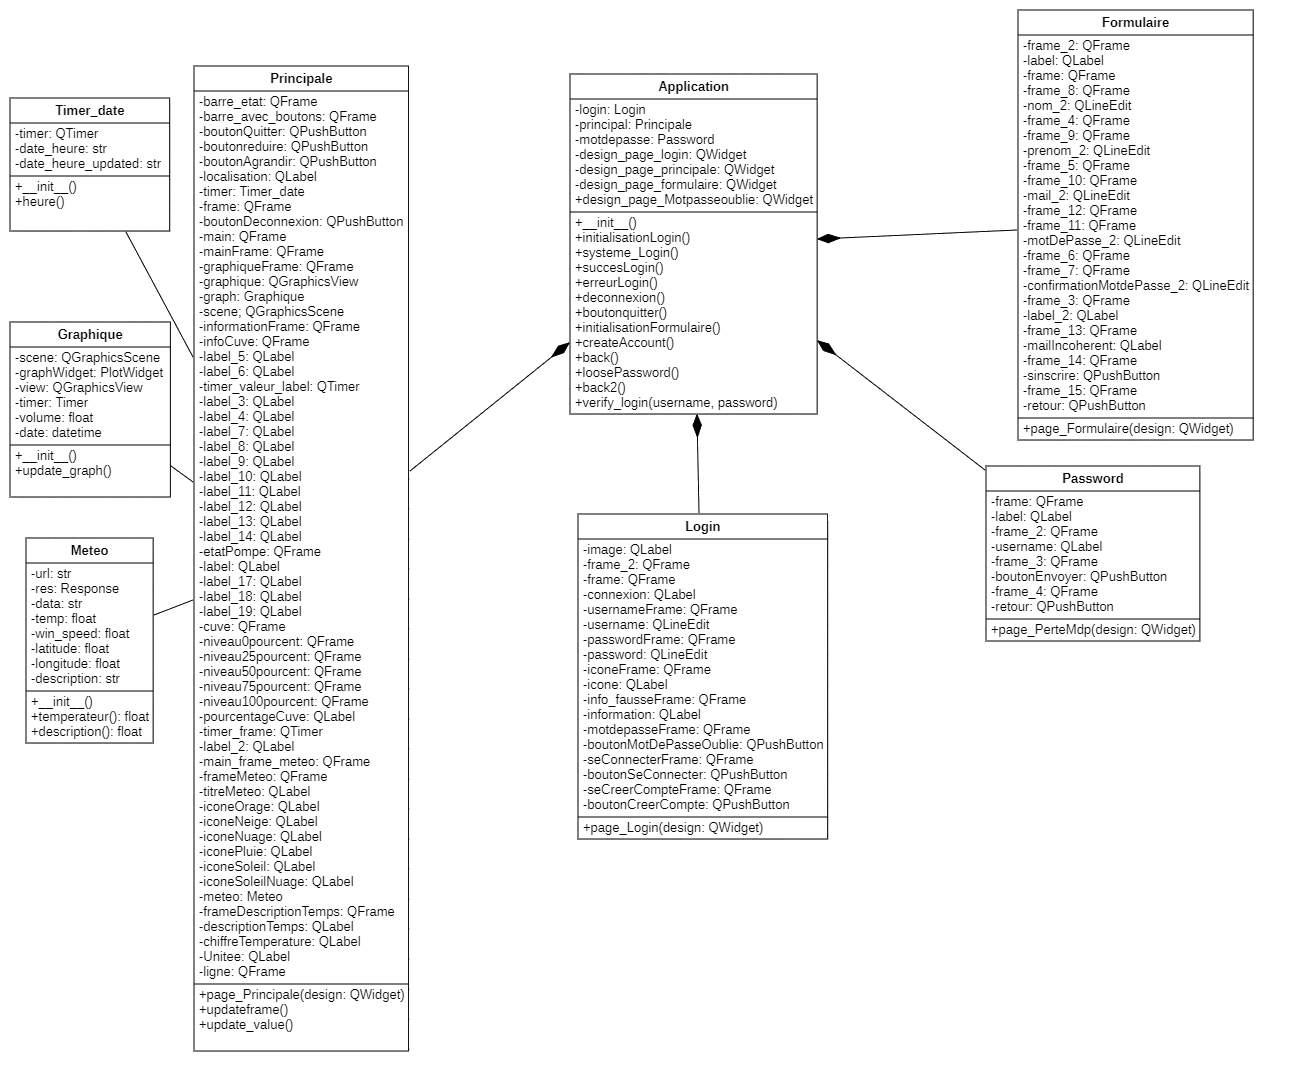 Timer_date
-timer: QTimer
-date_heure: str
-date_heure_updated: str
+__init__()
+heure()
Graphique
-scene: QGraphicsScene
-graphWidget: PlotWidget
-view: QGraphicsView
-timer: Timer
-volume: float
-date: datetime
+__init__()
+update_graph()
Meteo
-url: str
-res: Response
-data: str
-temp: float
-win_speed: float
-latitude: float
-longitude: float
-description: str
+__init__()
+temperateur(): float
+description(): float
Principale
-barre_etat: QFrame
-barre_avec_boutons: QFrame
-boutonQuitter: QPushButton
-boutonreduire: QPushButton
-boutonAgrandir: QPushButton
-localisation: QLabel
-timer: Timer_date
-frame: QFrame
-boutonDeconnexion: QPushButton
-main: QFrame
-mainFrame: QFrame
-graphiqueFrame: QFrame
-graphique: QGraphicsView
-graph: Graphique
-scene; QGraphicsScene
-informationFrame: QFrame
-infoCuve: QFrame
-label_5: QLabel
-label_6: QLabel
-timer_valeur_label: QTimer
-label_3: QLabel
-label_4: QLabel
-label_7: QLabel
-label_8: QLabel
-label_9: QLabel
-label_10: QLabel
-label_11: QLabel
-label_12: QLabel
-label_13: QLabel
-label_14: QLabel
-etatPompe: QFrame
-label: QLabel
-label_17: QLabel
-label_18: QLabel
-label_19: QLabel
-cuve: QFrame
-niveau0pourcent: QFrame
-niveau25pourcent: QFrame
-niveau50pourcent: QFrame
-niveau75pourcent: QFrame
-niveau100pourcent: QFrame
-pourcentageCuve: QLabel
-timer_frame: QTimer
-label_2: QLabel
-main_frame_meteo: QFrame
-frameMeteo: QFrame
-titreMeteo: QLabel
-iconeOrage: QLabel
-iconeNeige: QLabel
-iconeNuage: QLabel
-iconePluie: QLabel
-iconeSoleil: QLabel
-iconeSoleilNuage: QLabel
-meteo: Meteo
-frameDescriptionTemps: QFrame
-descriptionTemps: QLabel
-chiffreTemperature: QLabel
-Unitee: QLabel
-ligne: QFrame
+page_Principale(design: QWidget)
+updateframe()
+update_value()
Application
-login: Login
-principal: Principale
-motdepasse: Password
-design_page_login: QWidget
-design_page_principale: QWidget
-design_page_formulaire: QWidget
+design_page_Motpasseoublie: QWidget
+__init__()
+initialisationLogin()
+systeme_Login()
+succesLogin()
+erreurLogin()
+deconnexion()
+boutonquitter()
+initialisationFormulaire()
+createAccount()
+back()
+loosePassword()
+back2()
+verify_login(username, password)
Login
-image: QLabel
-frame_2: QFrame
-frame: QFrame
-connexion: QLabel
-usernameFrame: QFrame
-username: QLineEdit
-passwordFrame: QFrame
-password: QLineEdit
-iconeFrame: QFrame
-icone: QLabel
-info_fausseFrame: QFrame
-information: QLabel
-motdepasseFrame: QFrame
-boutonMotDePasseOublie: QPushButton
-seConnecterFrame: QFrame
-boutonSeConnecter: QPushButton
-seCreerCompteFrame: QFrame
-boutonCreerCompte: QPushButton
+page_Login(design: QWidget)
Formulaire
-frame_2: QFrame
-label: QLabel
-frame: QFrame
-frame_8: QFrame
-nom_2: QLineEdit
-frame_4: QFrame
-frame_9: QFrame
-prenom_2: QLineEdit
-frame_5: QFrame
-frame_10: QFrame
-mail_2: QLineEdit
-frame_12: QFrame
-frame_11: QFrame
-motDePasse_2: QLineEdit
-frame_6: QFrame
-frame_7: QFrame
-confirmationMotdePasse_2: QLineEdit
-frame_3: QFrame
-label_2: QLabel
-frame_13: QFrame
-mailIncoherent: QLabel
-frame_14: QFrame
-sinscrire: QPushButton
-frame_15: QFrame
-retour: QPushButton
+page_Formulaire(design: QWidget)
Password
-frame: QFrame
-label: QLabel
-frame_2: QFrame
-username: QLabel
-frame_3: QFrame
-boutonEnvoyer: QPushButton
-frame_4: QFrame
-retour: QPushButton
+page_PerteMdp(design: QWidget)